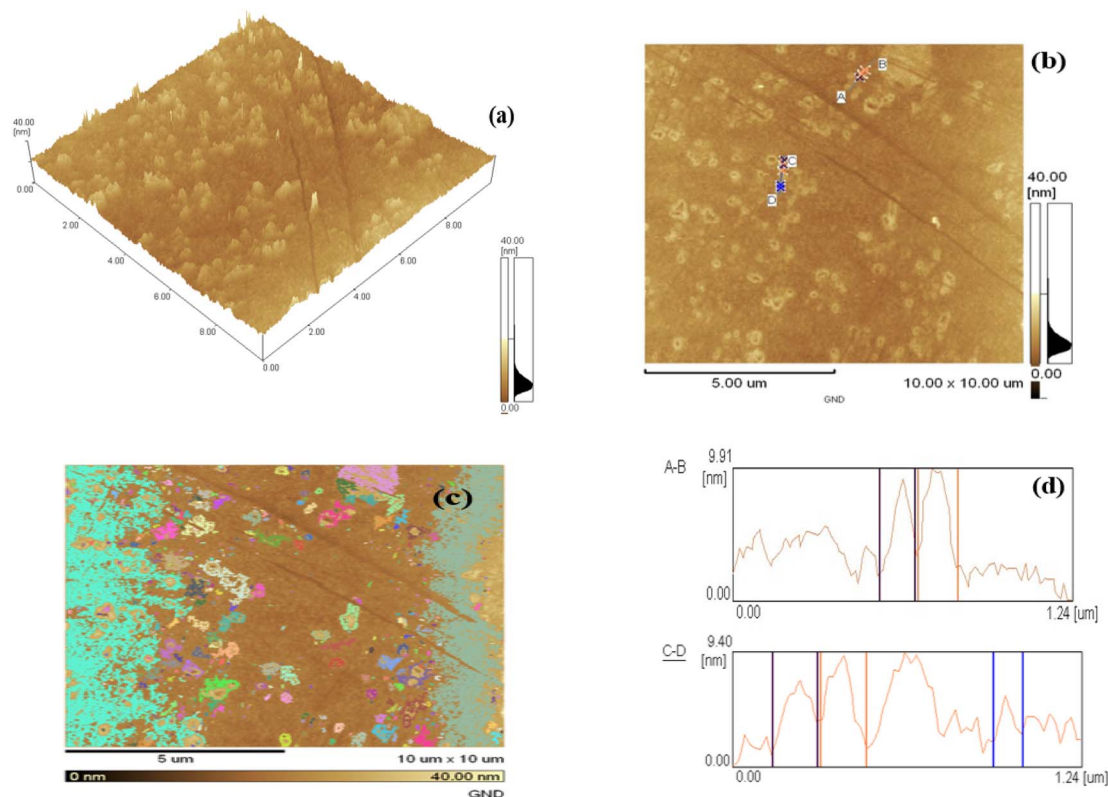 (a)
40.00
[nm]
0.00
2.00
4.00
6.00
8.00
0.00
2.00
4.00
6.00
8.00
40.00
[nm]
0.00
(b)
B
A
C
D
40.00
[nm]
0.00
5.00 um
10.00 x 10.00 um
GND
(c)
5 um
10 um x 10 um
0 nm
40.00 nm
GND
(d)
A-B
9.91
[nm]
0.00
0.00
1.24 [um]
C-D
9.40
[nm]
0.00
0.00
1.24 [um]